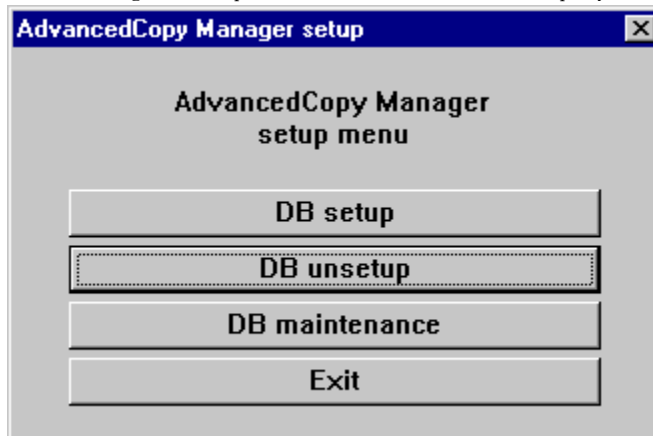 AdvancedCopy Manager setup
AdvancedCopy Manager
setup menu
DB setup
DB unsetup
DB maintenance
Exit